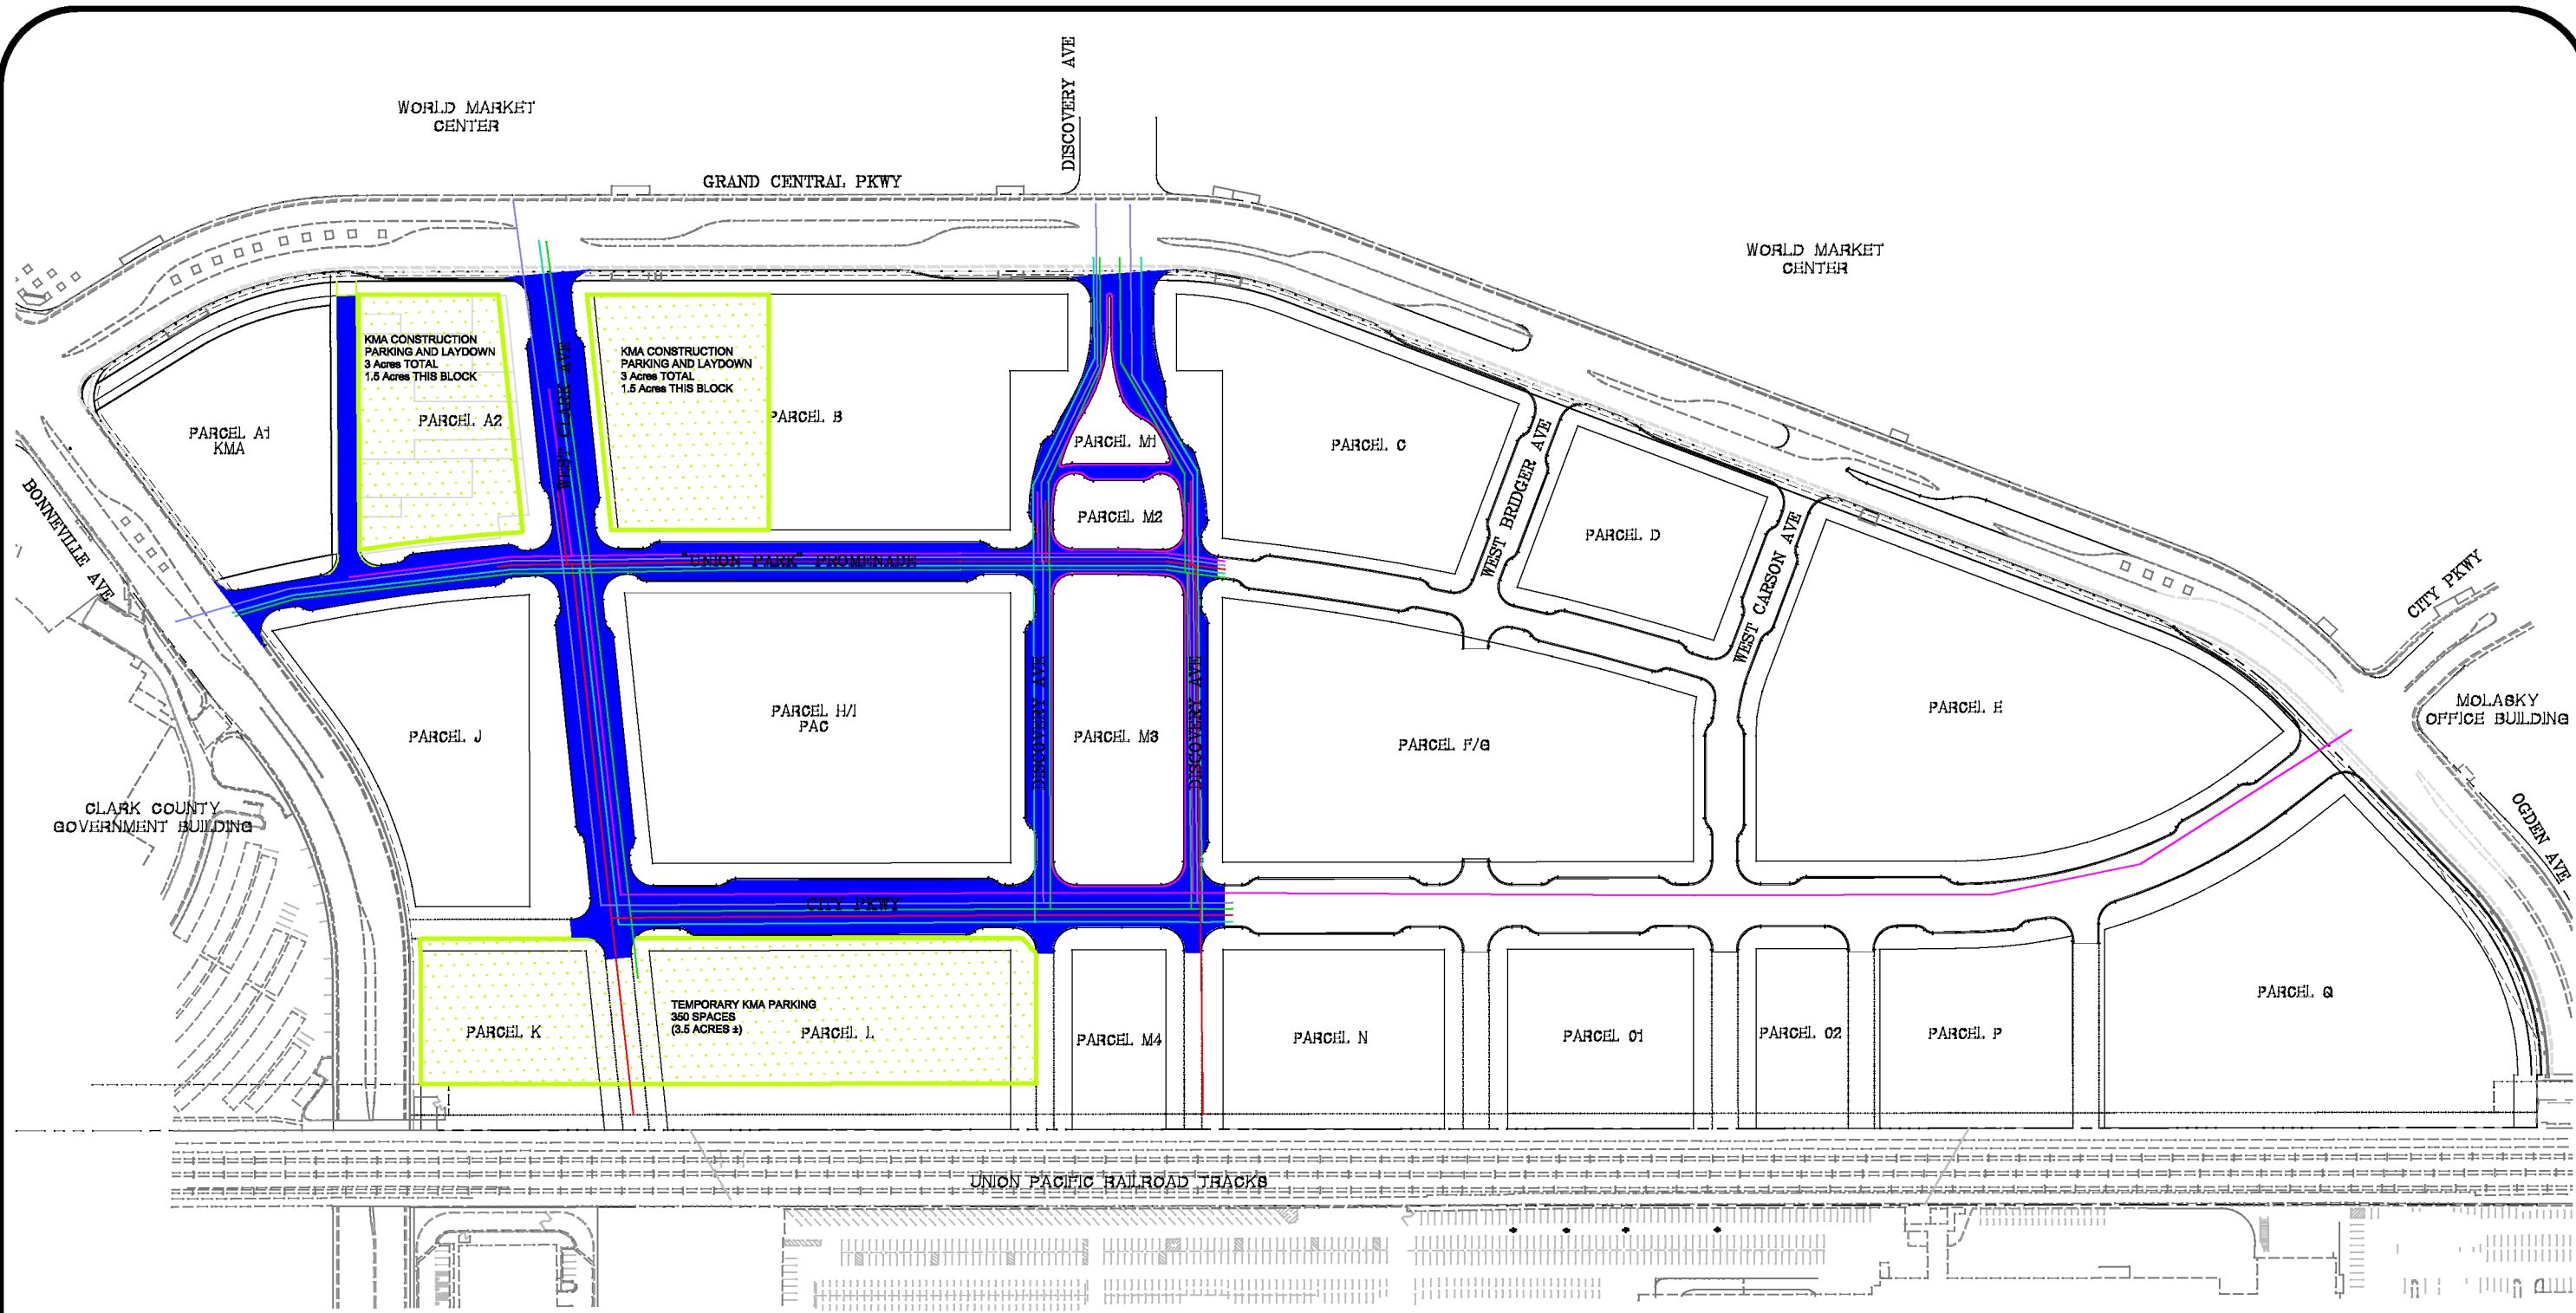 DISCOVERY AVE
WORLD MARKET
CENTER
GRAND CENTRAL PKWY
WORLD MARKET
CENTER
KMA CONSTRUCTION
PARKING AND LAYDOWN
3 Acres TOTAL
1.5 Acres THIS BLOCK
PARCEL A2
KMA CONSTRUCTION
PARKING AND LAYDOWN
3 Acres TOTAL
1.5 Acres THIS BLOCK
PARCEL B
WEST CLARK AVE
PARCEL A1
KMA
PARCEL M1
PARCEL C
WEST BRIDGER AVE
PARCEL M2
PARCEL D
WEST CARSON AVE
BONNEVILLE AVE
"UNION PARK" PROMENADE
CITY PKWY
PARCEL J
PARCEL H/I
PAC
DISCOVERY AVE
PARCEL M3
DISCOVERY AVE
PARCEL F/G
PARCEL E
MOLASKY
OFFICE BUILDING
CLARK COUNTY
GOVERNMENT BUILDING
OGDEN AVE
CITY PKWY
TEMPORARY KMA PARKING
350 SPACES
(3.5 ACRES ±)
PARCEL K
PARCEL L
PARCEL M4
PARCEL N
PARCEL O1
PARCEL O2
PARCEL P
PARCEL Q
UNION PACIFIC RAILROAD TRACKS